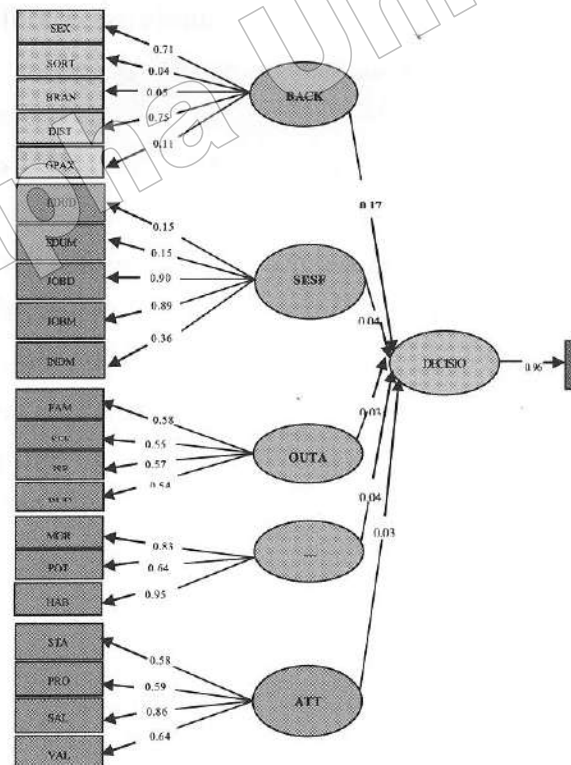 SEX
SORT
BRAN
DIST
GPAX
0.71
0.04
0.05
0.75
0.11
BACK
EDUD
EDUM
JOBD
JOBM
INDM
0.15
0.15
0.90
0.89
0.36
SESF
FAM
0.58
0.55
0.57
0.54
OUTA
MOR
POT
HAB
0.83
0.64
0.95
STA
PRO
SAL
VAL
0.58
0.59
0.86
0.64
ATT
0.17
0.04
0.03
0.04
0.03
DECISIO
0.96